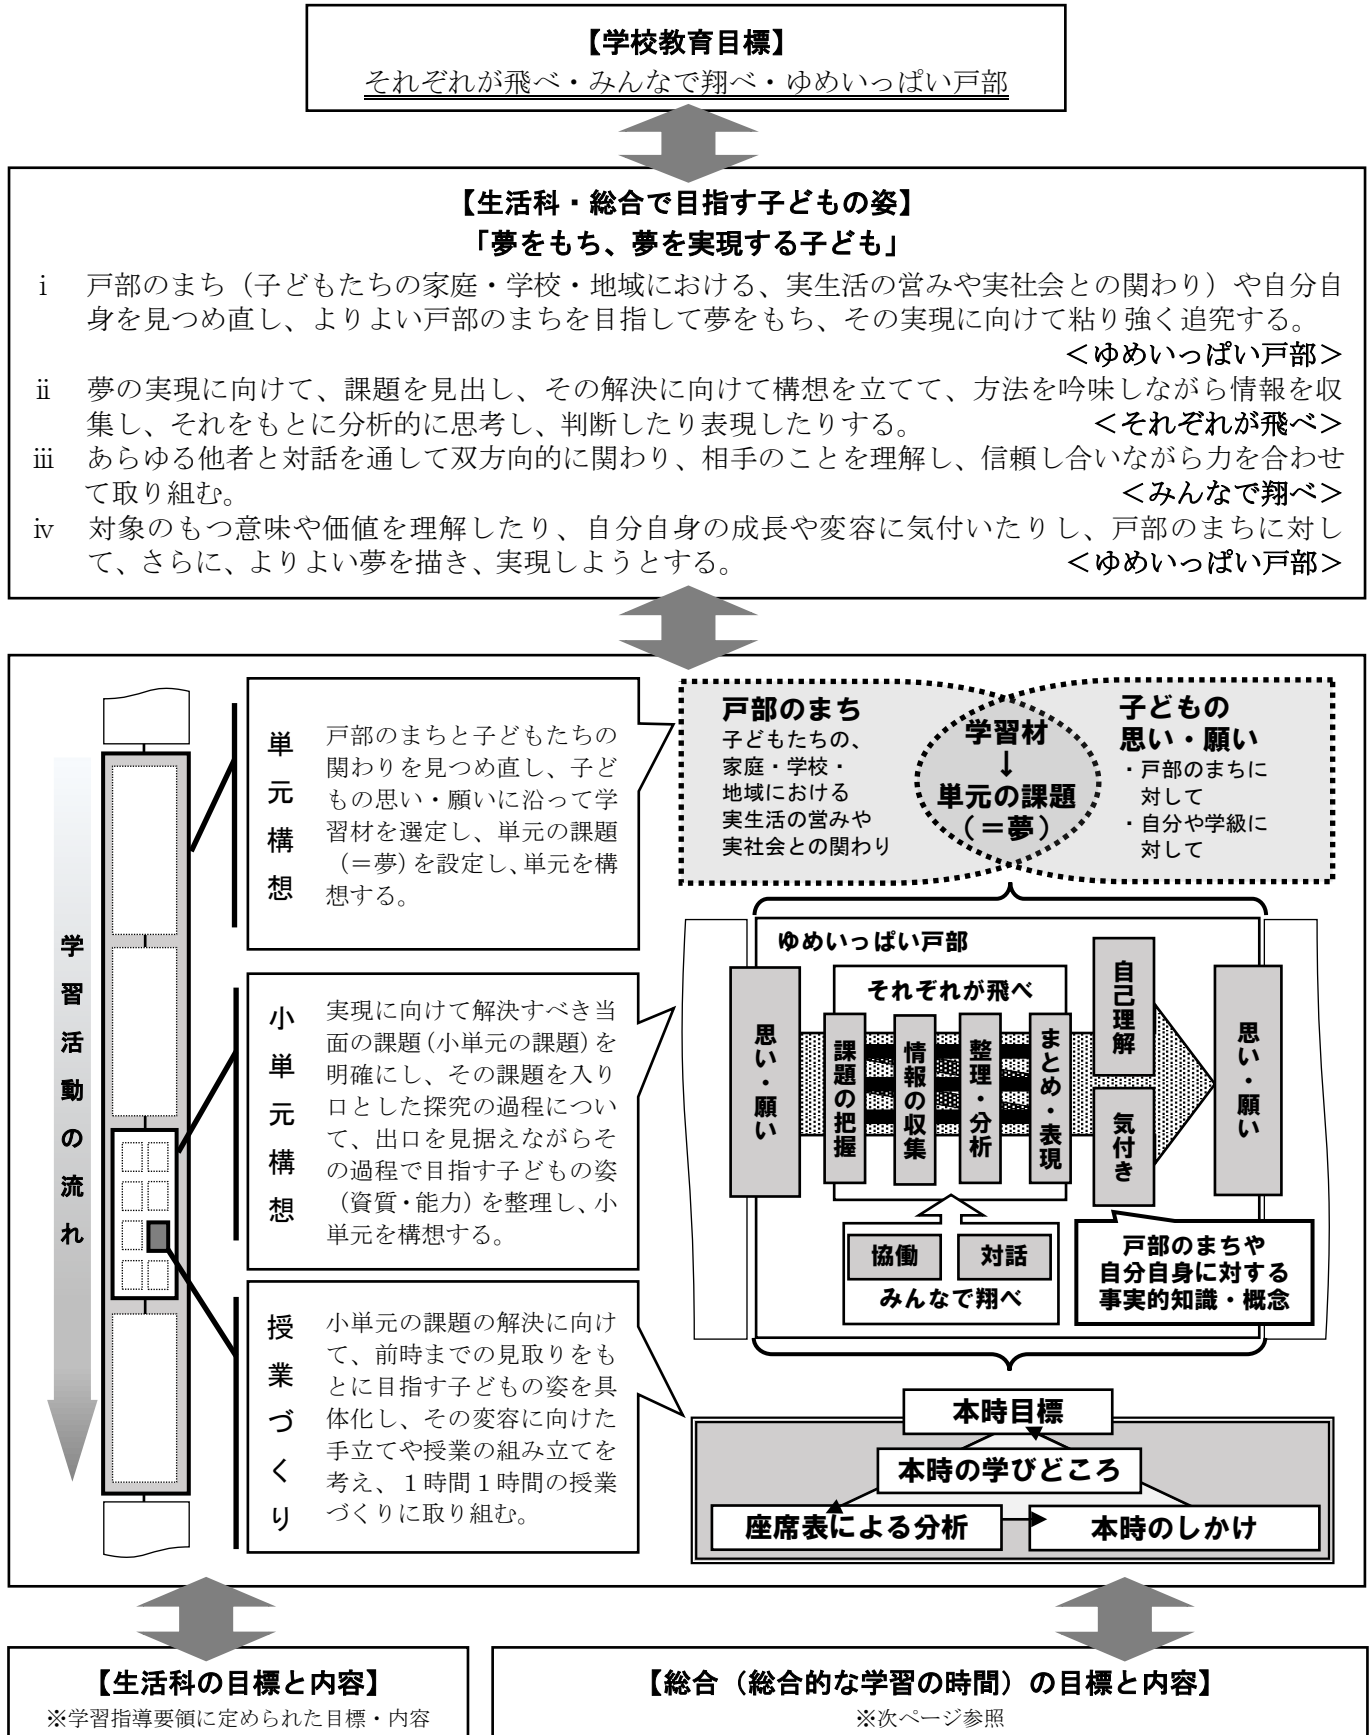 【学校教育目標】
それぞれが飛べ・みんなで翔べ・ゆめいっぱい戸部
【生活科・総合で目指す子どもの姿】
「夢をもち、夢を実現する子ども」
ⅰ 戸部のまち（子どもたちの家庭・学校・地域における、実生活の営みや実社会との関わり）や自分自
身を見つめ直し、よりよい戸部のまちを目指して夢をもち、その実現に向けて粘り強く追究する。
＜ゆめいっぱい戸部＞
ⅱ 夢の実現に向けて、課題を見出し、その解決に向けて構想を立てて、方法を吟味しながら情報を収
集し、それをもとに分析的に思考し、判断したり表現したりする。 ＜それぞれが飛べ＞
ⅲ あらゆる他者と対話を通して双方向的に関わり、相手のことを理解し、信頼し合いながら力を合わせ
て取り組む。 ＜みんなで翔べ＞
ⅳ 対象のもつ意味や価値を理解したり、自分自身の成長や変容に気付いたりし、戸部のまちに対し
て、さらに、よりよい夢を描き、実現しようとする。 ＜ゆめいっぱい戸部＞
学習活動の流れ
単元構想
戸部のまちと子どもたちの
関わりを見つめ直し、子ど
もの思い・願いに沿って学
習材を選定し、単元の課題
（＝夢）を設定し、単元を構
想する。
戸部のまち
子どもたちの、
家庭・学校・
地域における
実生活の営みや
実社会との関わり
学習材
↓
単元の課題
（＝夢）
子どもの
思い・願い
・戸部のまちに
対して
・自分や学級に
対して
小単元構想
実現に向けて解決すべき当
面の課題（小単元の課題）を
明確にし、その課題を入り
口とした探究の過程につい
て、出口を見据えながらそ
の過程で目指す子どもの姿
（資質・能力）を整理し、小
単元を構想する。
ゆめいっぱい戸部
思い・願い
それぞれが飛べ
課題の把握
情報の収集
整理・分析
まとめ・表現
自己理解
気付き
思い・願い
協働
対話
みんなで翔べ
戸部のまちや
自分自身に対する
事実的知識・概念
授業づくり
小単元の課題の解決に向け
て、前時までの見取りをも
とに目指す子どもの姿を具
体化し、その変容に向けた
手立てや授業の組み立てを
考え、１時間１時間の授業
づくりに取り組む。
本時目標
本時の学びどころ
座席表による分析
本時のしかけ
【生活科の目標と内容】
※学習指導要領に定められた目標・内容
【総合（総合的な学習の時間）の目標と内容】
※次ページ参照